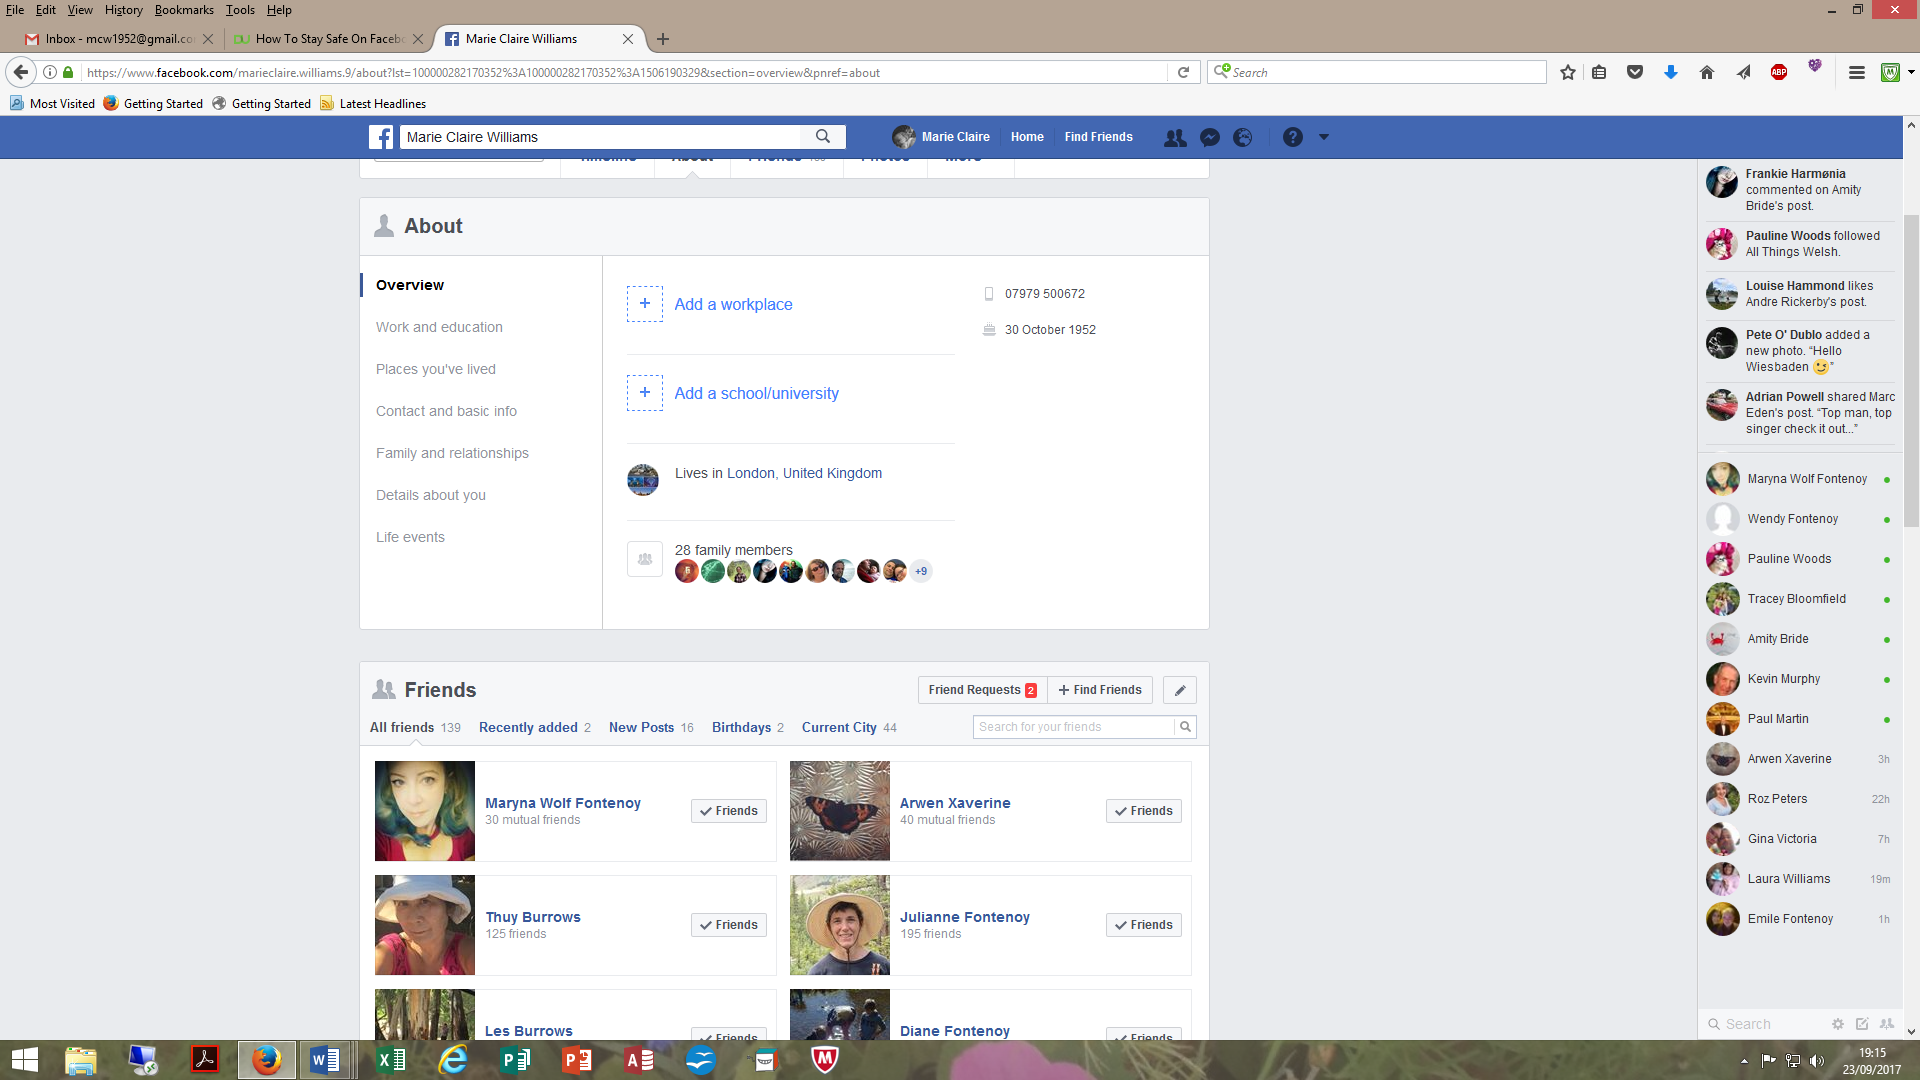 File Edit View History Bookmarks Tools Help
Inbox - mcw1952@gmail.co
How To Stay Safe On Facebo
Marie Claire Williams
https://www.facebook.com/marieclaire.williams.9/about?lst=100000282170352%3A100000282170352%3A1506190329&section=overview&pnref=about
Search
ABP
Most Visited Getting Started Getting Started Latest Headlines
Marie Claire Williams
Marie Claire Home Find Friends
Timeline About Friends Photos More
About
Overview
Work and education
Places you've lived
Contact and basic info
Family and relationships
Details about you
Life events
+ Add a workplace
+ Add a school/university
Lives in London, United Kingdom
28 family members
+9
07979 500672
30 October 1952
Friends
Friend Requests 2
+ Find Friends
All friends 139 Recently added 2 New Posts 16 Birthdays 2 Current City 44
Search for your friends
Maryna Wolf Fontenoy
30 mutual friends
Friends
Arwen Xaverine
40 mutual friends
Friends
Thuy Burrows
125 friends
Friends
Julianne Fontenoy
195 friends
Friends
Les Burrows
Friends
Diane Fontenoy
Friends
Frankie Harmønia
commented on Amity
Bride's post.
Pauline Woods followed
All Things Welsh.
Louise Hammond likes
Andre Rickerby's post.
Pete O' Dublo added a
new photo. “Hello
Wiesbaden 😉”
Adrian Powell shared Marc
Eden's post. “Top man, top
singer check it out...”
Maryna Wolf Fontenoy
Wendy Fontenoy
Pauline Woods
Tracey Bloomfield
Amity Bride
Kevin Murphy
Paul Martin
Arwen Xaverine 3h
Roz Peters 22h
Gina Victoria 7h
Laura Williams 19m
Emile Fontenoy 1h
Search
19:15
23/09/2017